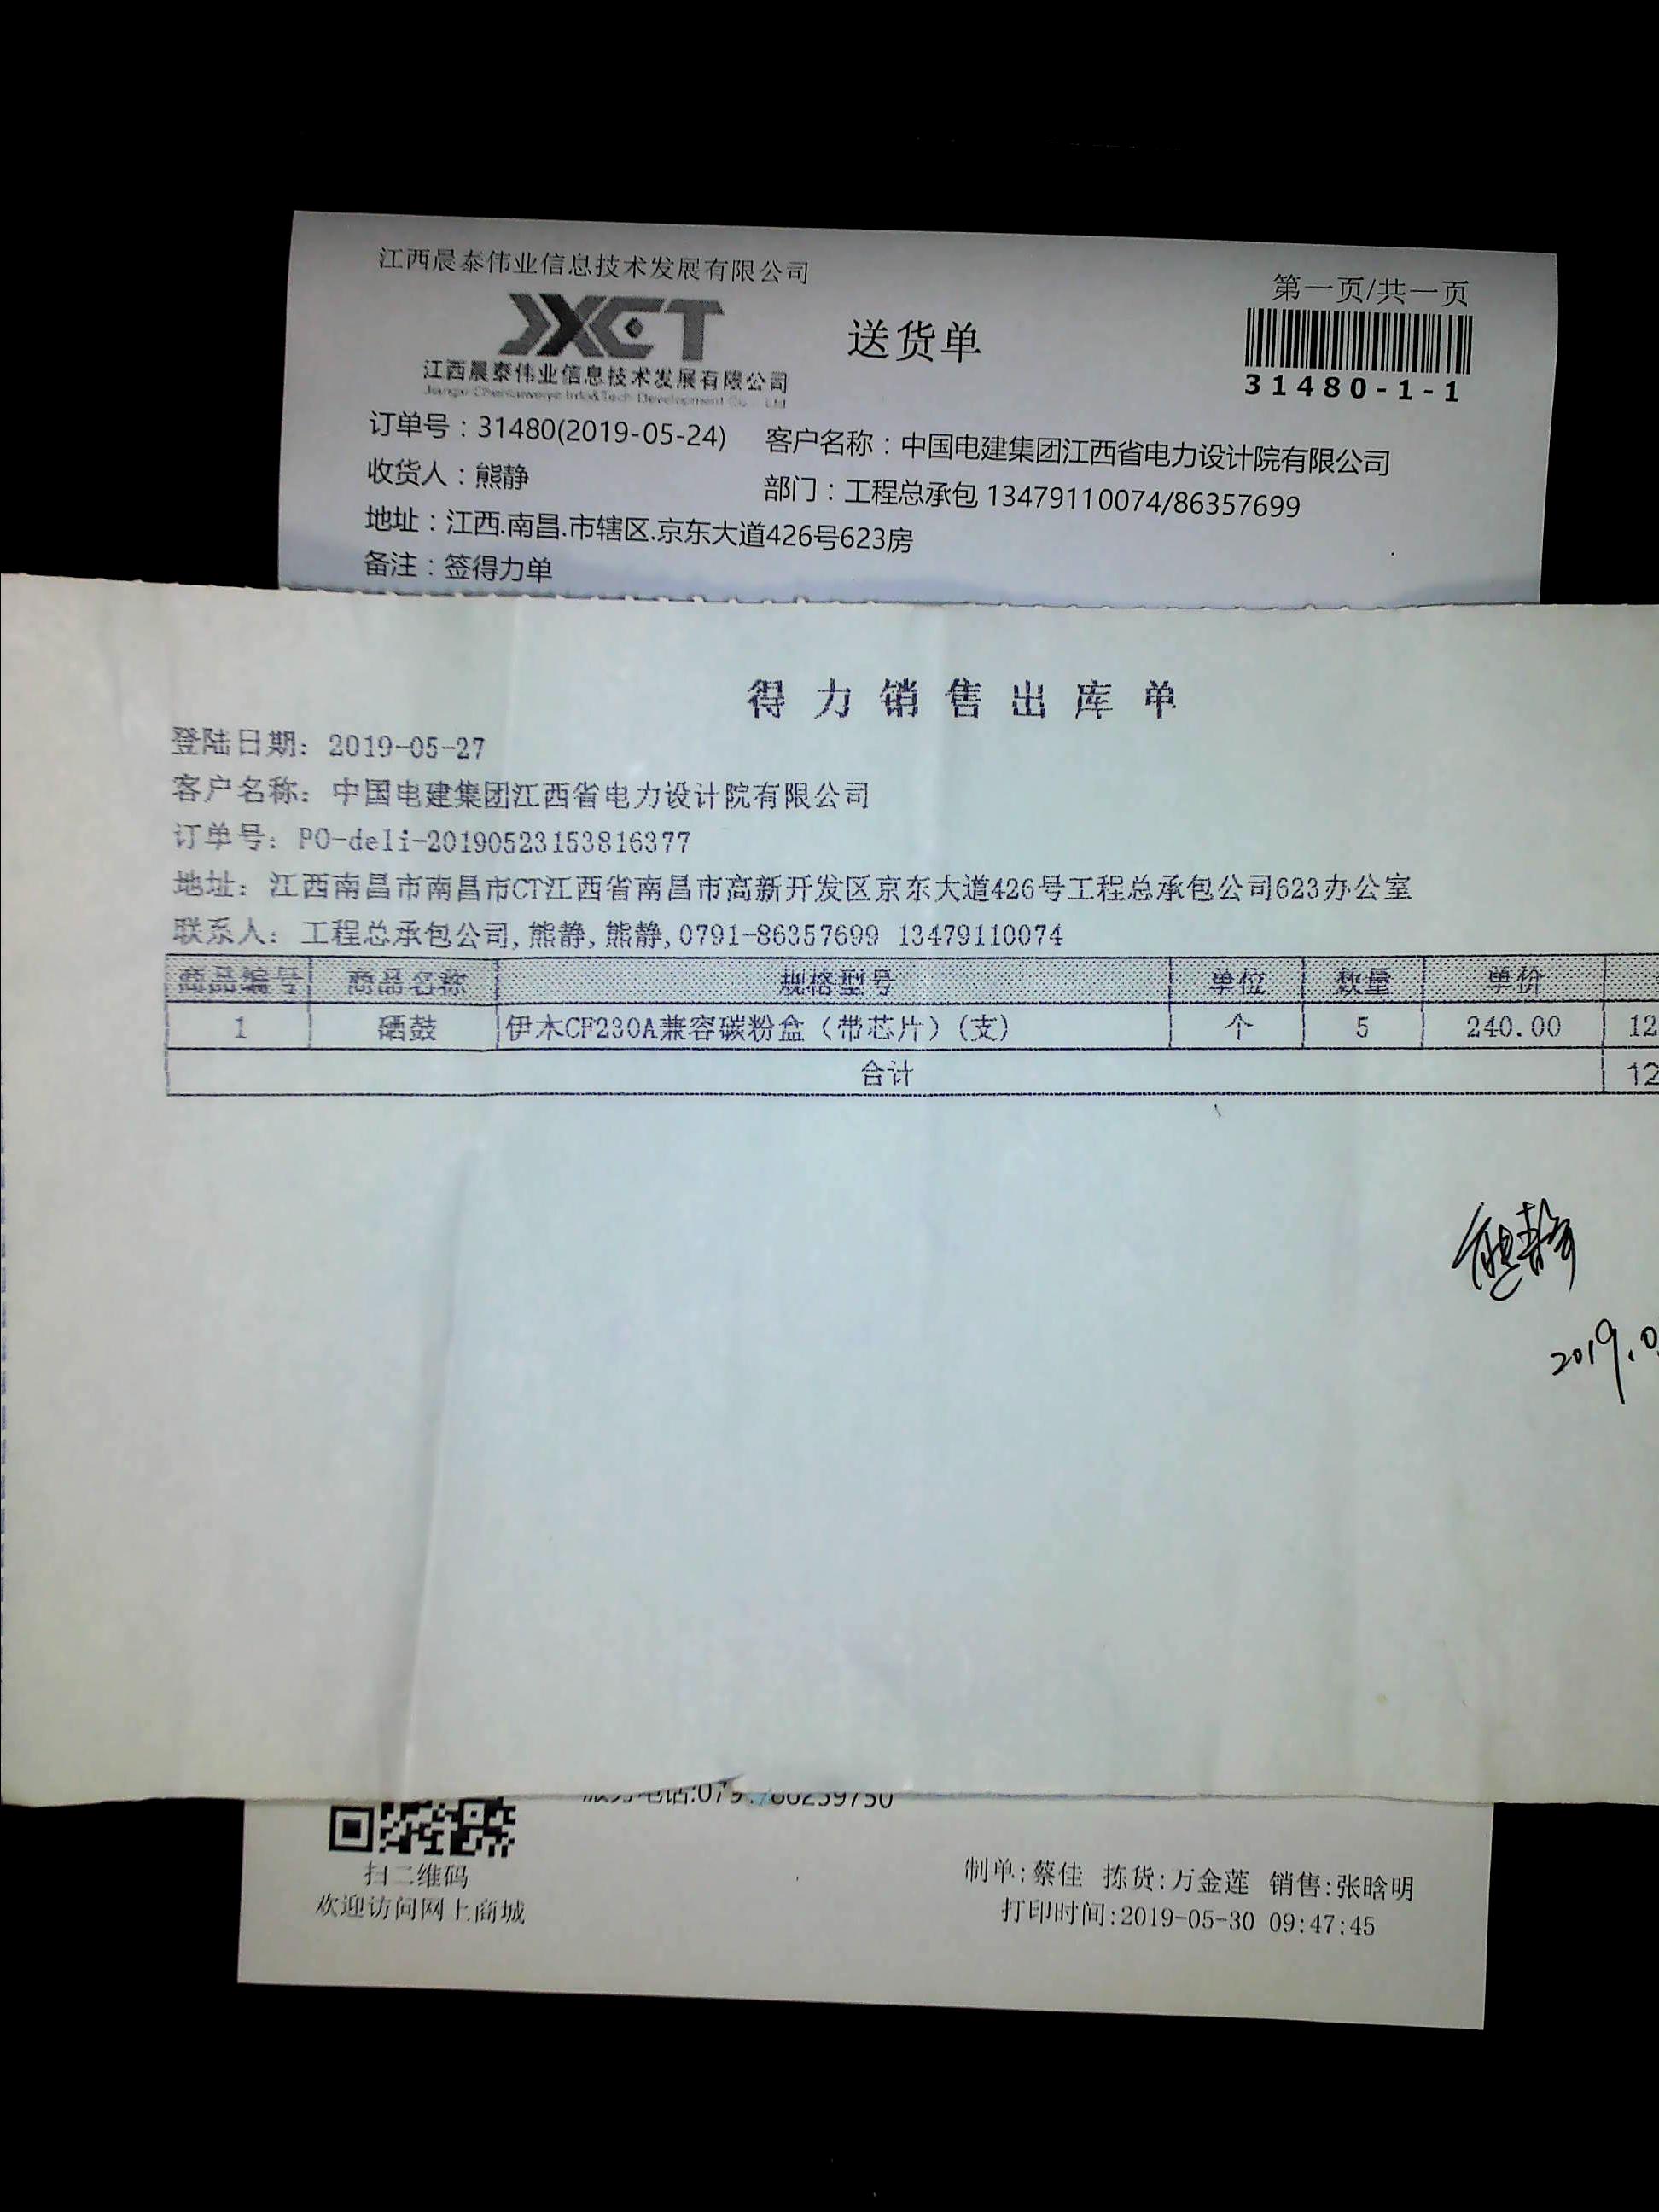 江西晨泰伟业信息技术发展有限公司
第一页/共一页
JXCT
送货单
江西晨泰伟业信息技术发展有限公司
31480-1-1
订单号：31480(2019-05-24) 客户名称：中国电建集团江西省电力设计院有限公司
收货人：熊静 部门：工程总承包 13479110074/86357699
地址：江西.南昌.市辖区.京东大道426号623房
备注：签得力单
得力销售出库单
登陆日期：2019-05-27
客户名称：中国电建集团江西省电力设计院有限公司
订单号：PO-deli-20190523153816377
地址：江西南昌市南昌市CT江西省南昌市高新开发区京东大道426号工程总承包公司623办公室
联系人：工程总承包公司,熊静,熊静,0791-86357699 13479110074
商品编号 商品名称 规格型号 单位 数量 单价
1 硒鼓 伊木CF230A兼容碳粉盒（带芯片）(支) 个 5 240.00 12
合计 12
熊静
2019.0
扫二维码
欢迎访问网上商城
制单:蔡佳 拣货:万金莲 销售:张晗明
打印时间:2019-05-30 09:47:45